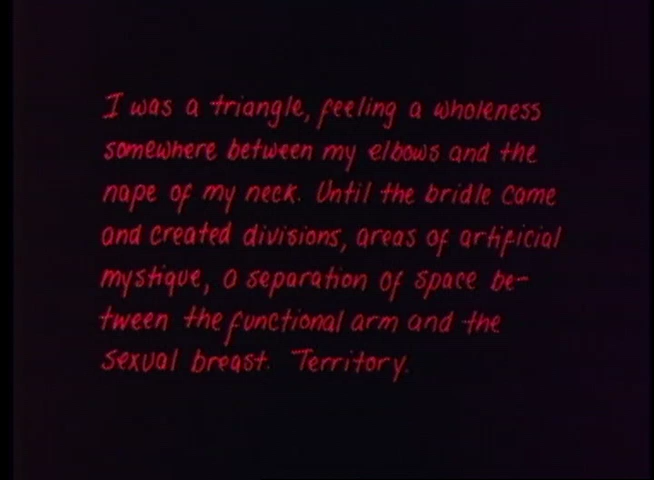 I was a triangle, feeling a wholeness
somewhere between my elbows and the
nape of my neck. Until the bridle came
and created divisions, areas of artificial
mystique, a separation of space be-
tween the functional arm and the
sexual breast. Territory.